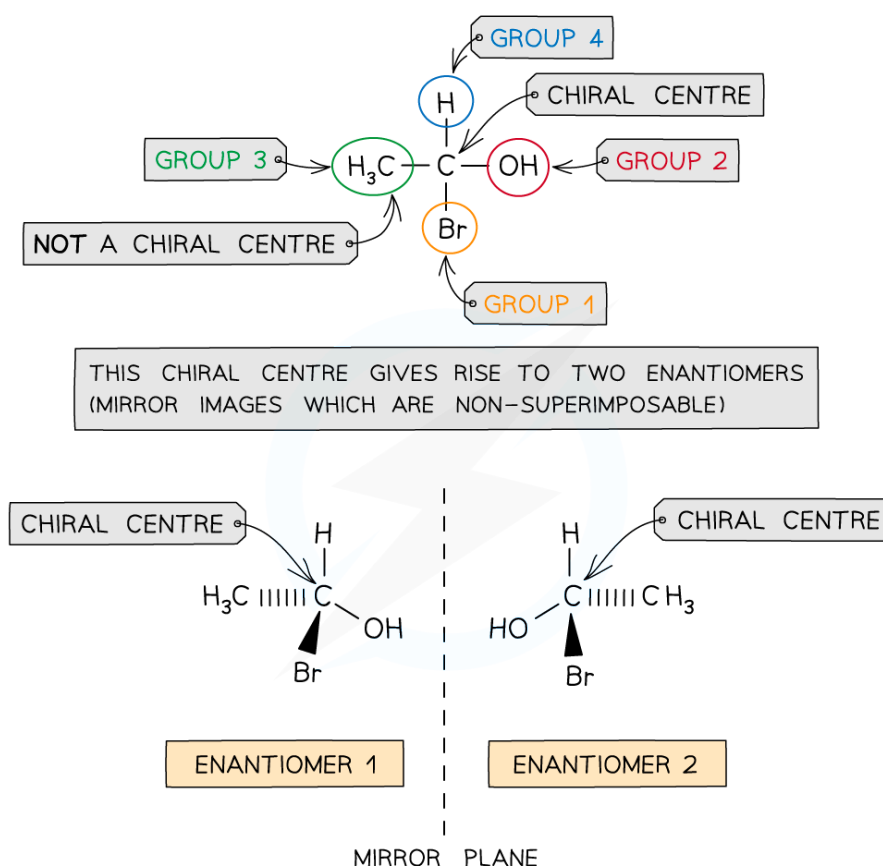 GROUP 4
H
CHIRAL CENTRE
GROUP 3
H₃C C OH
GROUP 2
NOT A CHIRAL CENTRE
Br
GROUP 1
THIS CHIRAL CENTRE GIVES RISE TO TWO ENANTIOMERS
(MIRROR IMAGES WHICH ARE NON-SUPERIMPOSABLE)
CHIRAL CENTRE
H
H₃C C
OH
Br
CHIRAL CENTRE
H
C CH₃
HO
Br
ENANTIOMER 1
ENANTIOMER 2
MIRROR PLANE